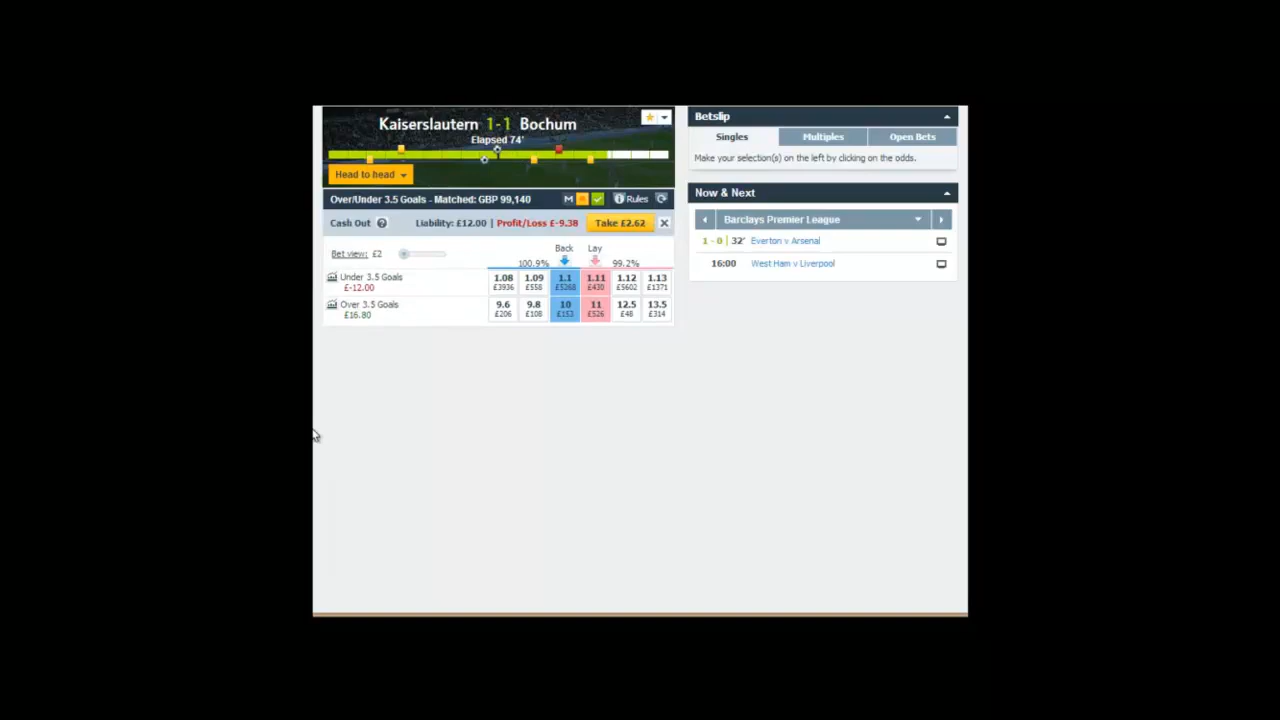 Kaiserslautern 1-1 Bochum
Elapsed 74'
Head to head
Over/Under 3.5 Goals - Matched: GBP 99,140
M
Rules
Cash Out
Liability: £12.00 | Profit/Loss £-9.38
Take £2.62
Back
Lay
Bet view: £2
100.9%
99.2%
Under 3.5 Goals
1.08 1.09 1.1 1.11 1.12 1.13
£-12.00
£3936 £558 £5268 £430 £5602 £1371
Over 3.5 Goals
9.6 9.8 10 11 12.5 13.5
£16.80
£206 £108 £153 £526 £48 £314
Betslip
Singles
Multiples
Open Bets
Make your selection(s) on the left by clicking on the odds.
Now & Next
Barclays Premier League
1 - 0 | 32' Everton v Arsenal
16:00 West Ham v Liverpool